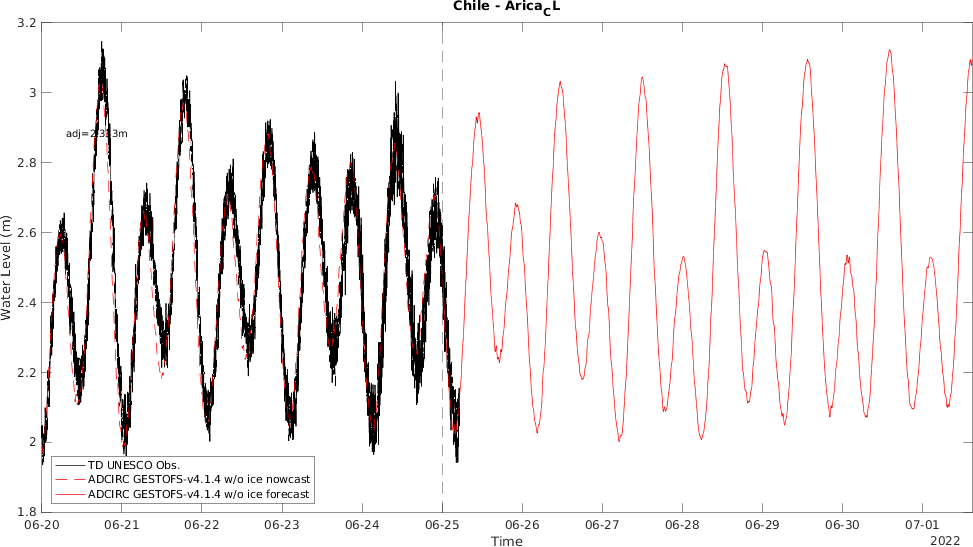 Chile - Arica_CL
3.2
3
2.8
2.6
2.4
2.2
2
1.8
Water Level (m)
adj=2.333m
TD UNESCO Obs.
ADCIRC GESTOFS-v4.1.4 w/o ice nowcast
ADCIRC GESTOFS-v4.1.4 w/o ice forecast
06-20 06-21 06-22 06-23 06-24 06-25 06-26 06-27 06-28 06-29 06-30 07-01
Time
2022